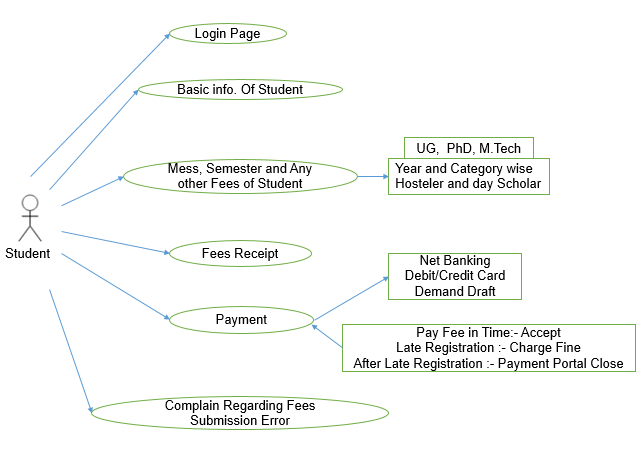 Login Page
Basic info. Of Student
UG,  PhD, M.Tech
Mess, Semester and Any
other Fees of Student
Year and Category wise
Hosteler and day Scholar
Student
Fees Receipt
Net Banking
Debit/Credit Card
Demand Draft
Payment
Pay Fee in Time:- Accept
Late Registration :- Charge Fine
After Late Registration :- Payment Portal Close
Complain Regarding Fees
Submission Error